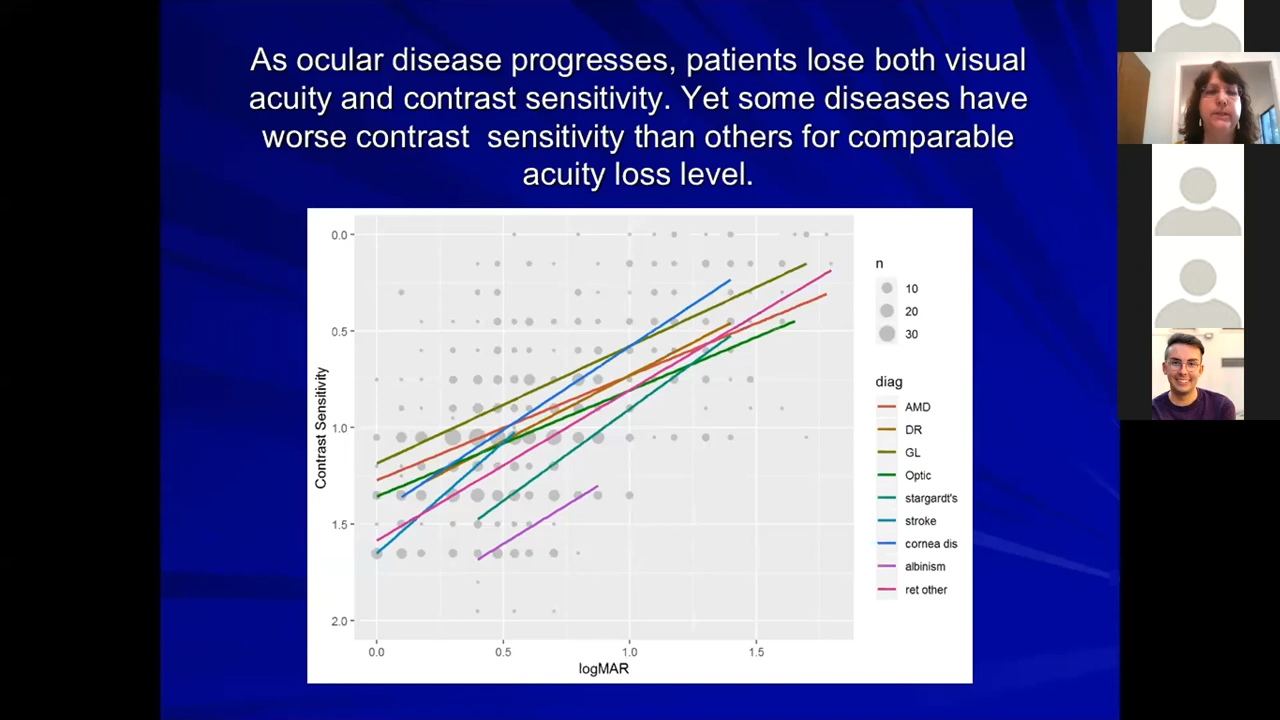 As ocular disease progresses, patients lose both visual
acuity and contrast sensitivity. Yet some diseases have
worse contrast sensitivity than others for comparable
acuity loss level.
0.0
0.5
1.0
1.5
2.0
Contrast Sensitivity
0.0 0.5 1.0 1.5
logMAR
n
10
20
30
diag
AMD
DR
GL
Optic
stargardt's
stroke
cornea dis
albinism
ret other